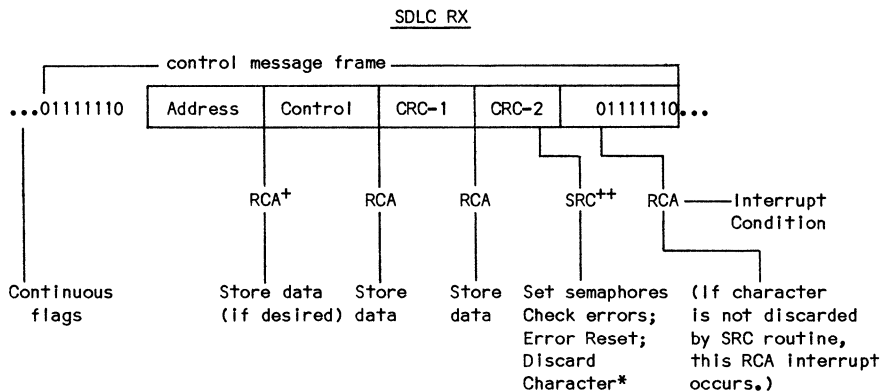 SDLC RX
control message frame
...01111110 Address Control CRC-1 CRC-2 01111110...
RCA+ RCA RCA SRC++ RCA Interrupt
Condition
Continuous Store data Store Store Set semaphores (If character
flags (if desired) data data Check errors; is not discarded
Error Reset; by SRC routine,
Discard this RCA interrupt
Character* occurs.)